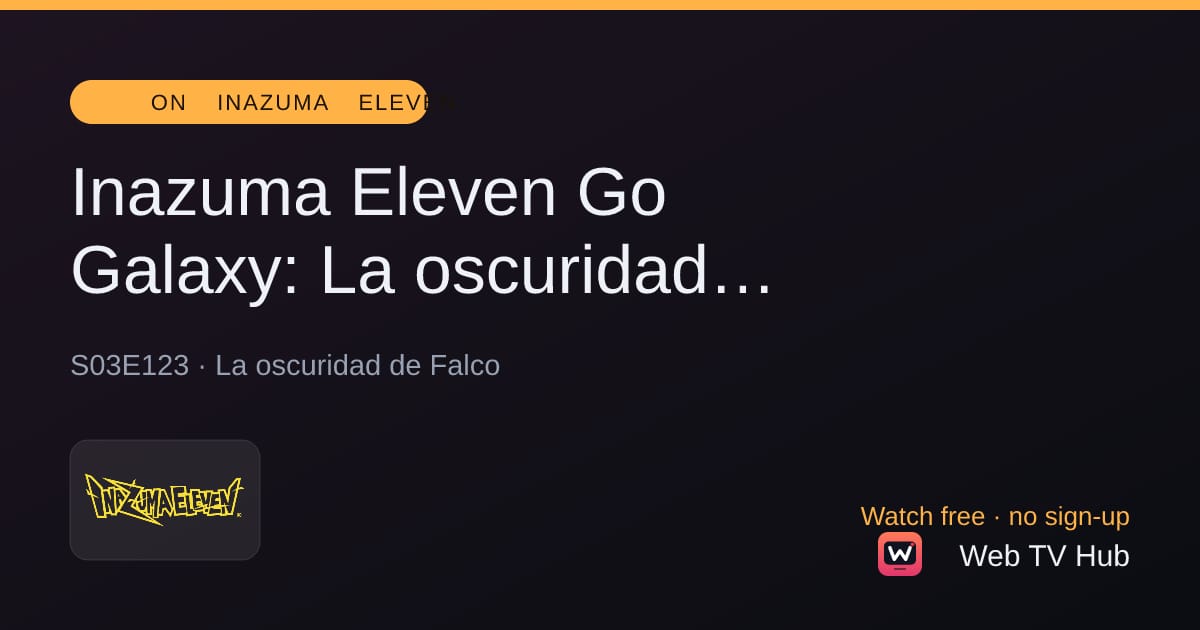 ON INAZUMA ELEVEN
Inazuma Eleven Go
Galaxy: La oscuridad…
S03E123 · La oscuridad de Falco
INAZUMA ELEVEN
Watch free · no sign-up
W
Web TV Hub